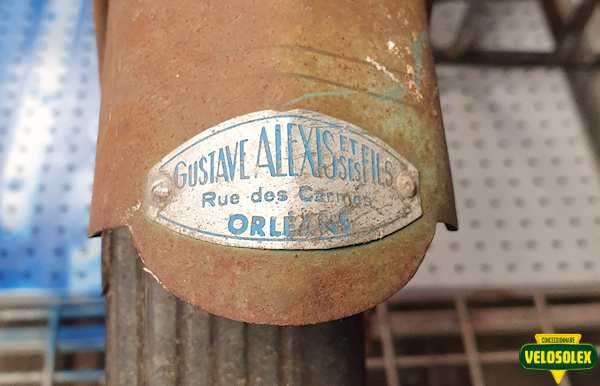 GUSTAVE ALEXIS ET SES FILS
Rue des Carmes
ORLÉANS
CONCESSIONNAIRE
VELOSOLEX